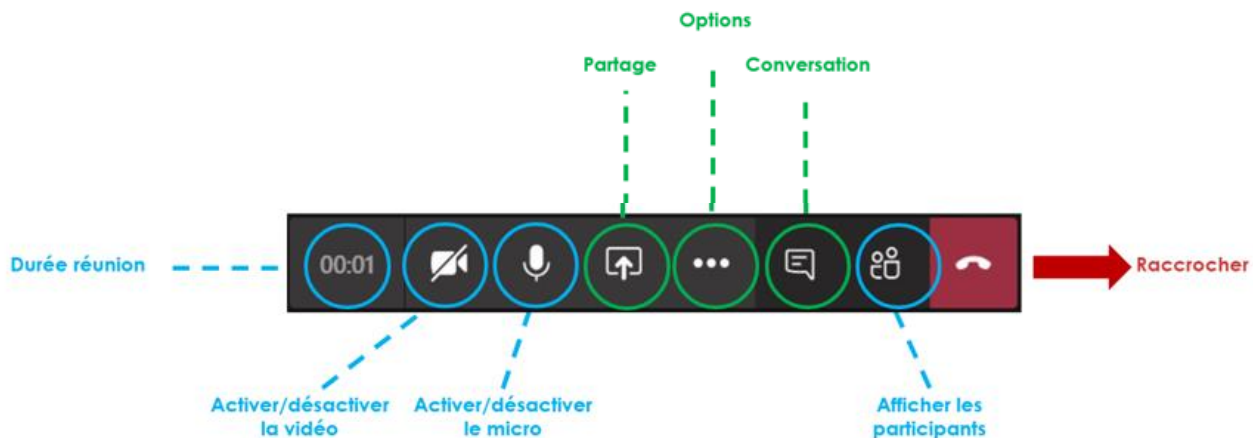 Options
Partage
Conversation
Durée réunion
00:01
Raccrocher
Activer/désactiver
la vidéo
Activer/désactiver
le micro
Afficher les
participants